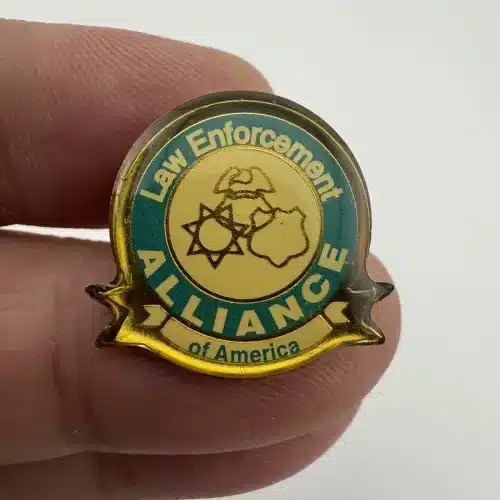 Law Enforcement
ALLIANCE
of America